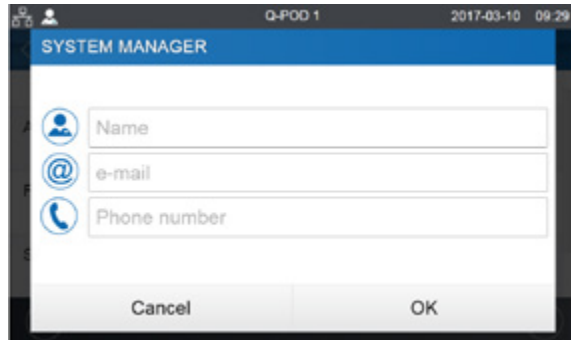 Q-POD 1 2017-03-10 09:29
SYSTEM MANAGER
Name
@ e-mail
Phone number
Cancel OK